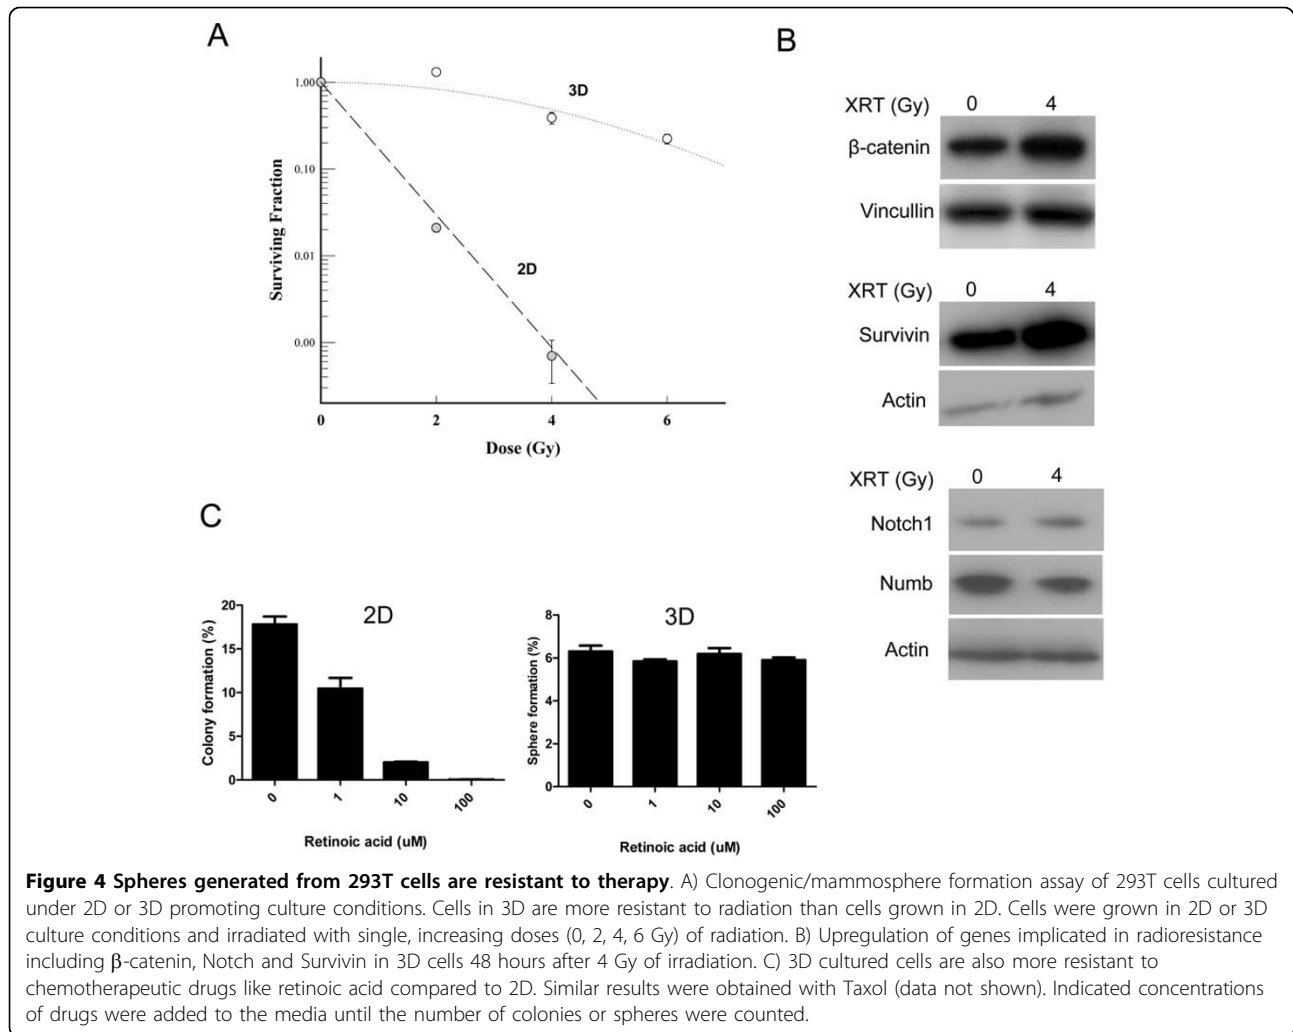 A
1.00
0.10
0.01
0.00
Surviving Fraction
3D
2D
0
2
4
6
Dose (Gy)
B
XRT (Gy) 0 4
β-catenin
Vincullin
XRT (Gy) 0 4
Survivin
Actin
XRT (Gy) 0 4
Notch1
Numb
Actin
C
2D
20
15
10
5
0
Colony formation (%)
0 1 10 100
Retinoic acid (uM)
3D
8
6
4
2
0
Sphere formation (%)
0 1 10 100
Retinoic acid (uM)
Figure 4 Spheres generated from 293T cells are resistant to therapy. A) Clonogenic/mammosphere formation assay of 293T cells cultured
under 2D or 3D promoting culture conditions. Cells in 3D are more resistant to radiation than cells grown in 2D. Cells were grown in 2D or 3D
culture conditions and irradiated with single, increasing doses (0, 2, 4, 6 Gy) of radiation. B) Upregulation of genes implicated in radioresistance
including β-catenin, Notch and Survivin in 3D cells 48 hours after 4 Gy of irradiation. C) 3D cultured cells are also more resistant to
chemotherapeutic drugs like retinoic acid compared to 2D. Similar results were obtained with Taxol (data not shown). Indicated concentrations
of drugs were added to the media until the number of colonies or spheres were counted.